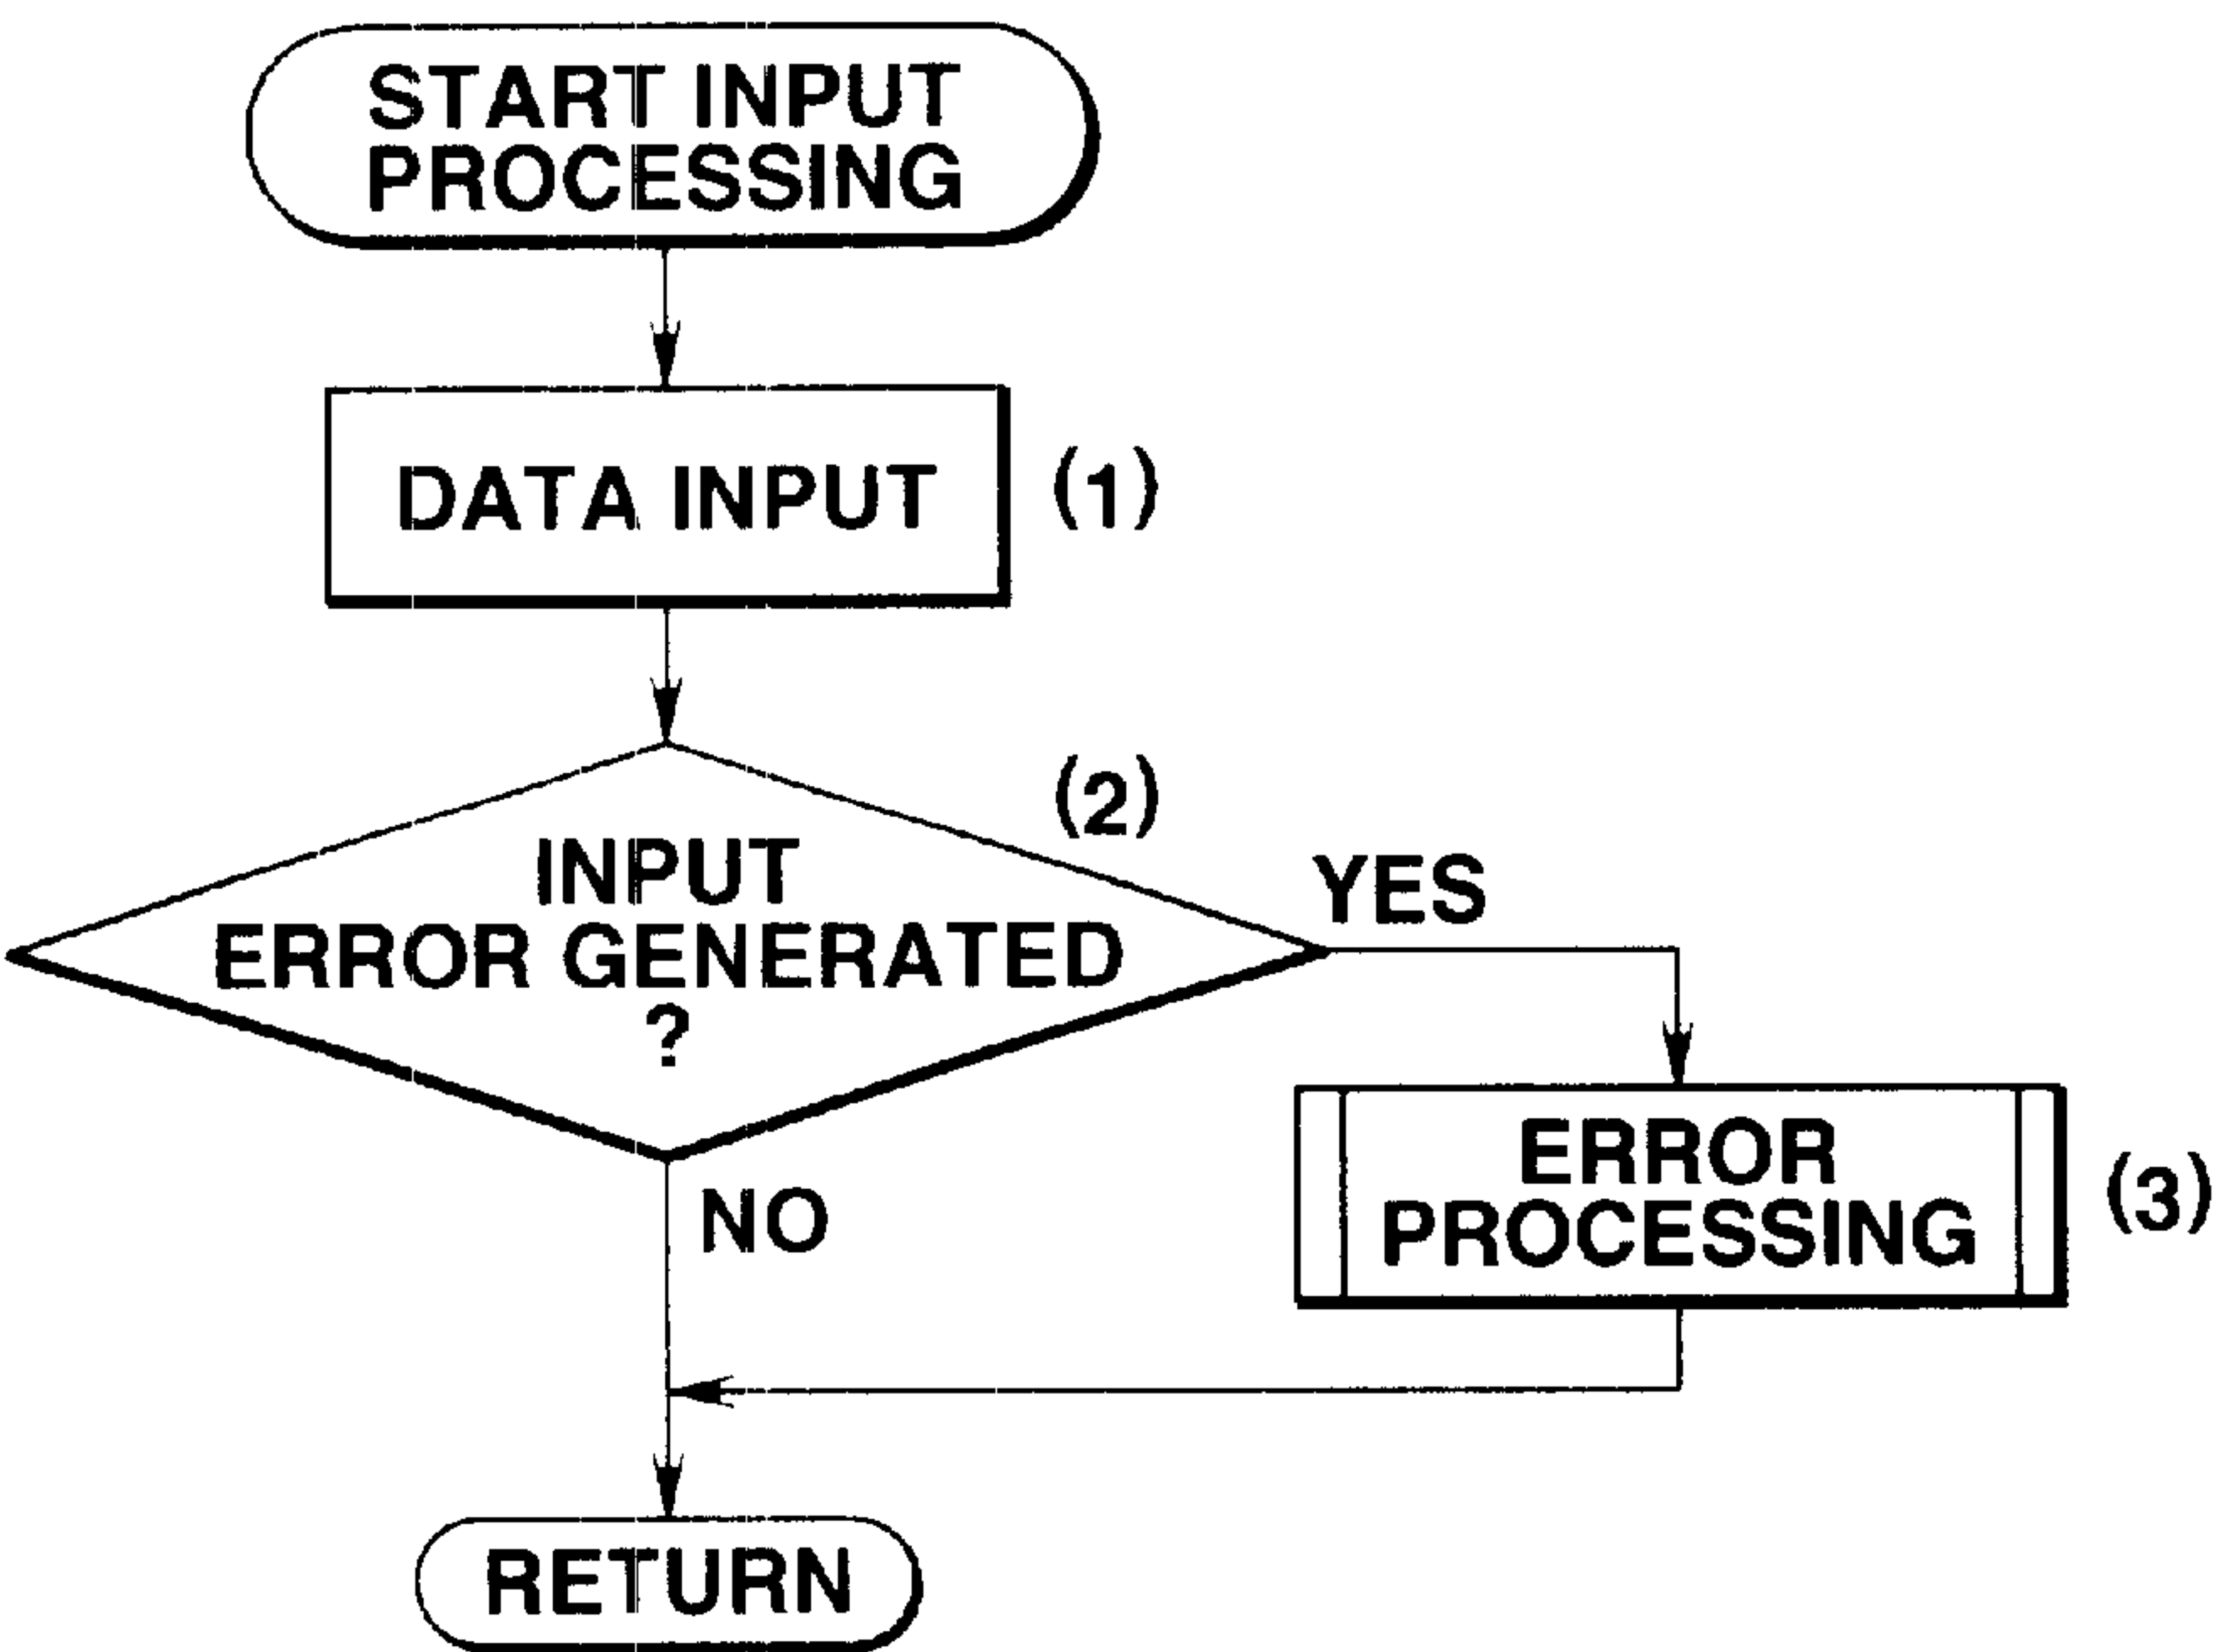 START INPUT
PROCESSING
DATA INPUT
(1)
(2)
INPUT
ERROR GENERATED
?
YES
NO
ERROR
PROCESSING
(3)
RETURN